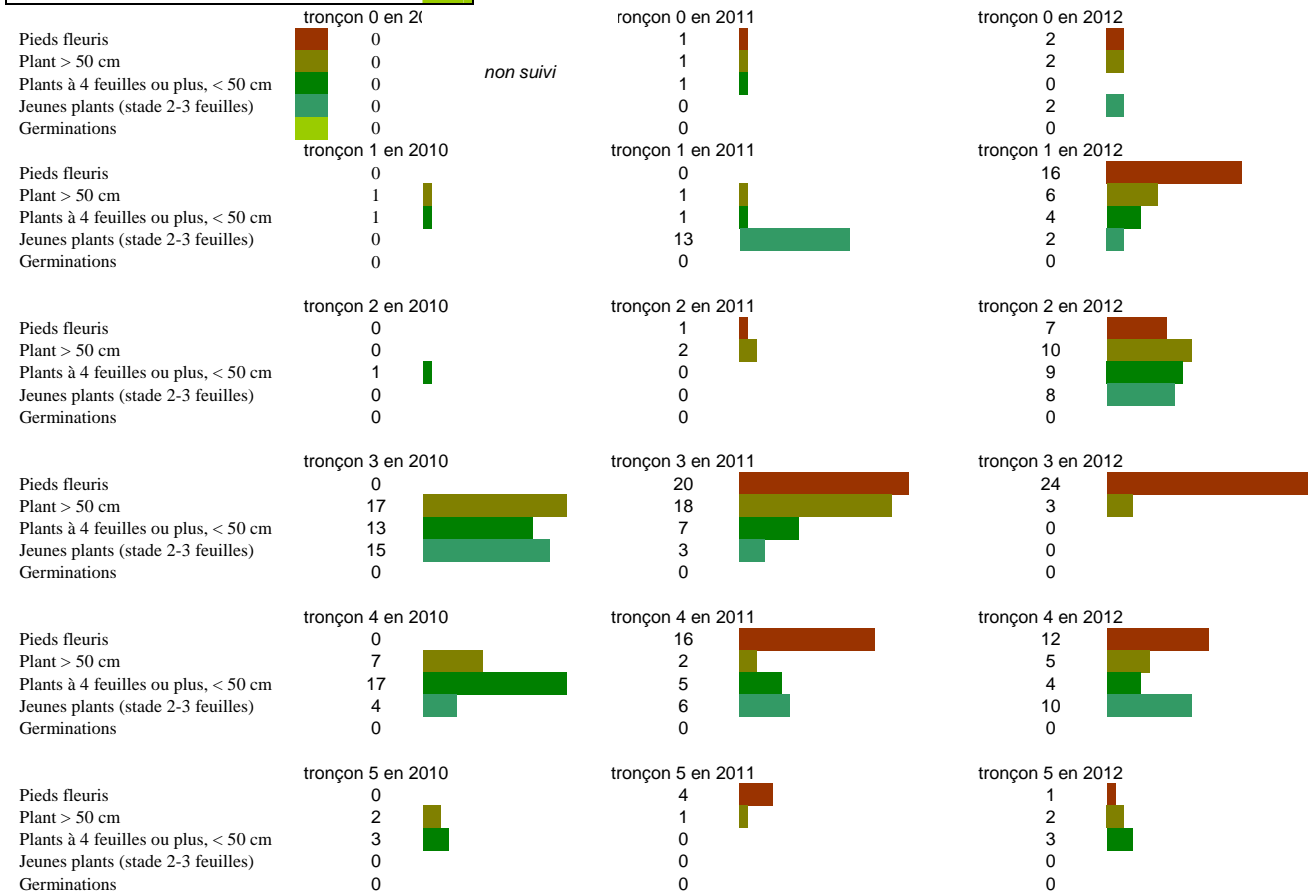 tronçon 0 en 20 ronçon 0 en 2011 tronçon 0 en 2012
Pieds fleuris 0 1 2
Plant > 50 cm 0 1 2
non suivi
Plants à 4 feuilles ou plus, < 50 cm 0 1 0
Jeunes plants (stade 2-3 feuilles) 0 0 2
Germinations 0 0 0
tronçon 1 en 2010 tronçon 1 en 2011 tronçon 1 en 2012
Pieds fleuris 0 0 16
Plant > 50 cm 1 1 6
Plants à 4 feuilles ou plus, < 50 cm 1 1 4
Jeunes plants (stade 2-3 feuilles) 0 13 2
Germinations 0 0 0
tronçon 2 en 2010 tronçon 2 en 2011 tronçon 2 en 2012
Pieds fleuris 0 1 7
Plant > 50 cm 0 2 10
Plants à 4 feuilles ou plus, < 50 cm 1 0 9
Jeunes plants (stade 2-3 feuilles) 0 0 8
Germinations 0 0 0
tronçon 3 en 2010 tronçon 3 en 2011 tronçon 3 en 2012
Pieds fleuris 0 20 24
Plant > 50 cm 17 18 3
Plants à 4 feuilles ou plus, < 50 cm 13 7 0
Jeunes plants (stade 2-3 feuilles) 15 3 0
Germinations 0 0 0
tronçon 4 en 2010 tronçon 4 en 2011 tronçon 4 en 2012
Pieds fleuris 0 16 12
Plant > 50 cm 7 2 5
Plants à 4 feuilles ou plus, < 50 cm 17 5 4
Jeunes plants (stade 2-3 feuilles) 4 6 10
Germinations 0 0 0
tronçon 5 en 2010 tronçon 5 en 2011 tronçon 5 en 2012
Pieds fleuris 0 4 1
Plant > 50 cm 2 1 2
Plants à 4 feuilles ou plus, < 50 cm 3 0 3
Jeunes plants (stade 2-3 feuilles) 0 0 0
Germinations 0 0 0